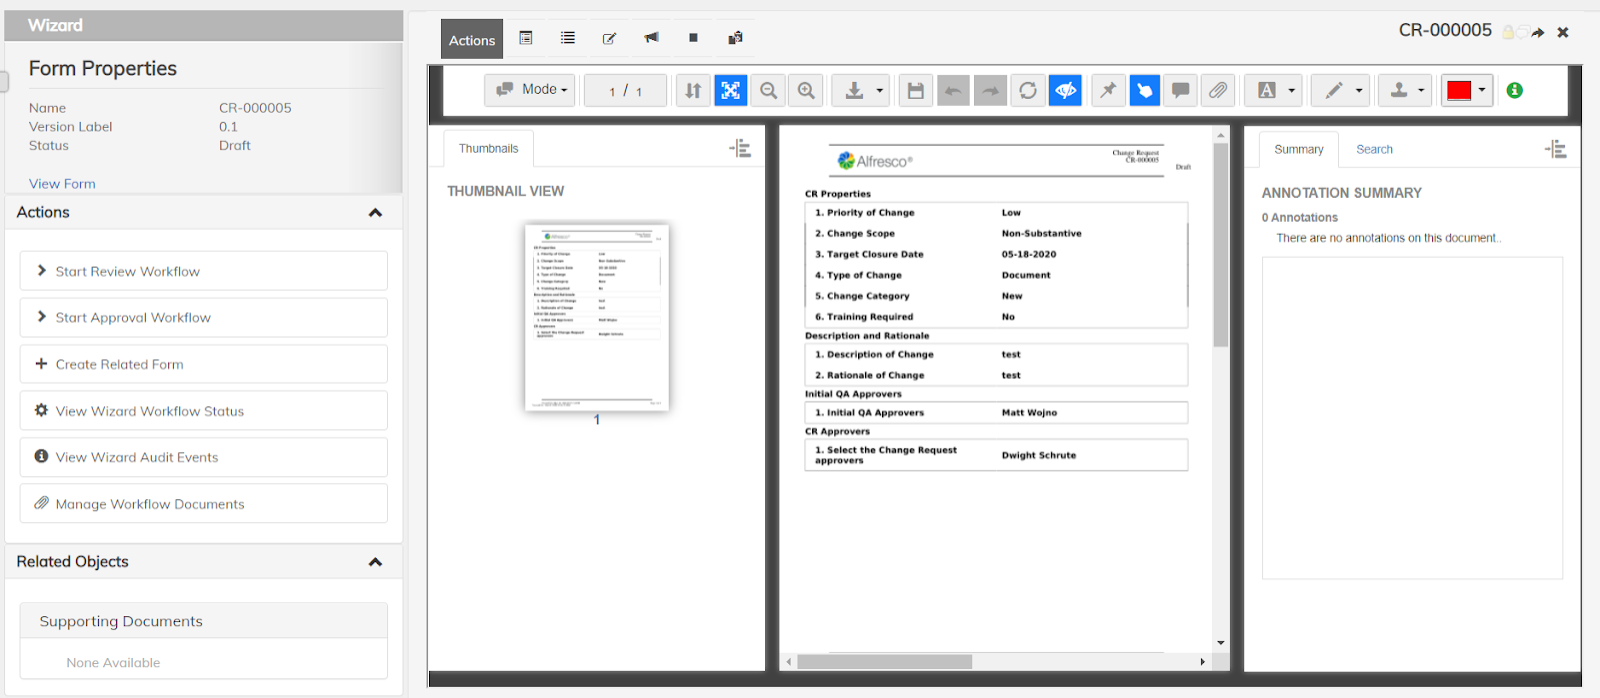 Wizard
Form Properties
Name CR-000005
Version Label 0.1
Status Draft
View Form
Actions
Start Review Workflow
Start Approval Workflow
Create Related Form
View Wizard Workflow Status
View Wizard Audit Events
Manage Workflow Documents
Related Objects
Supporting Documents
None Available
Actions
CR-000005
Mode 1 / 1
Thumbnails
THUMBNAIL VIEW
1
Alfresco®
Change Request
CR-000005
Draft
CR Properties
1. Priority of Change Low
2. Change Scope Non-Substantive
3. Target Closure Date 05-18-2020
4. Type of Change Document
5. Change Category New
6. Training Required No
Description and Rationale
1. Description of Change test
2. Rationale of Change test
Initial QA Approvers
1. Initial QA Approvers Matt Wojno
CR Approvers
1. Select the Change Request
approvers Dwight Schrute
Summary Search
ANNOTATION SUMMARY
0 Annotations
There are no annotations on this document..